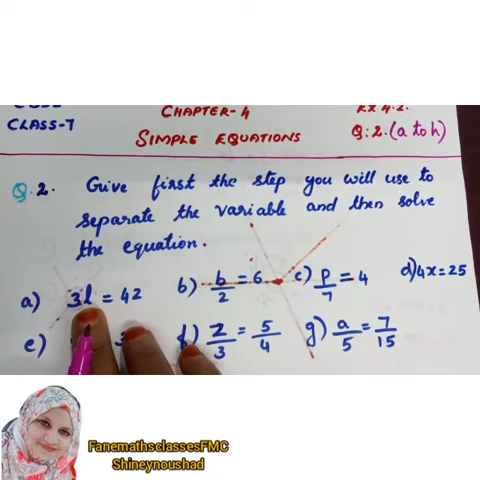 CHAPTER-4
CLASS-7
SIMPLE EQUATIONS
Q:2.(a to h)
Q.2. Give first the step you will use to
separate the variable and then solve
the equation.
a) 3l = 42 b) b/2 = 6 c) p/7 = 4 d) 4x = 25
e) f) z/3 = 5/4 g) a/5 = 7/15
FanemathsclassesFMC
Shineynoushad